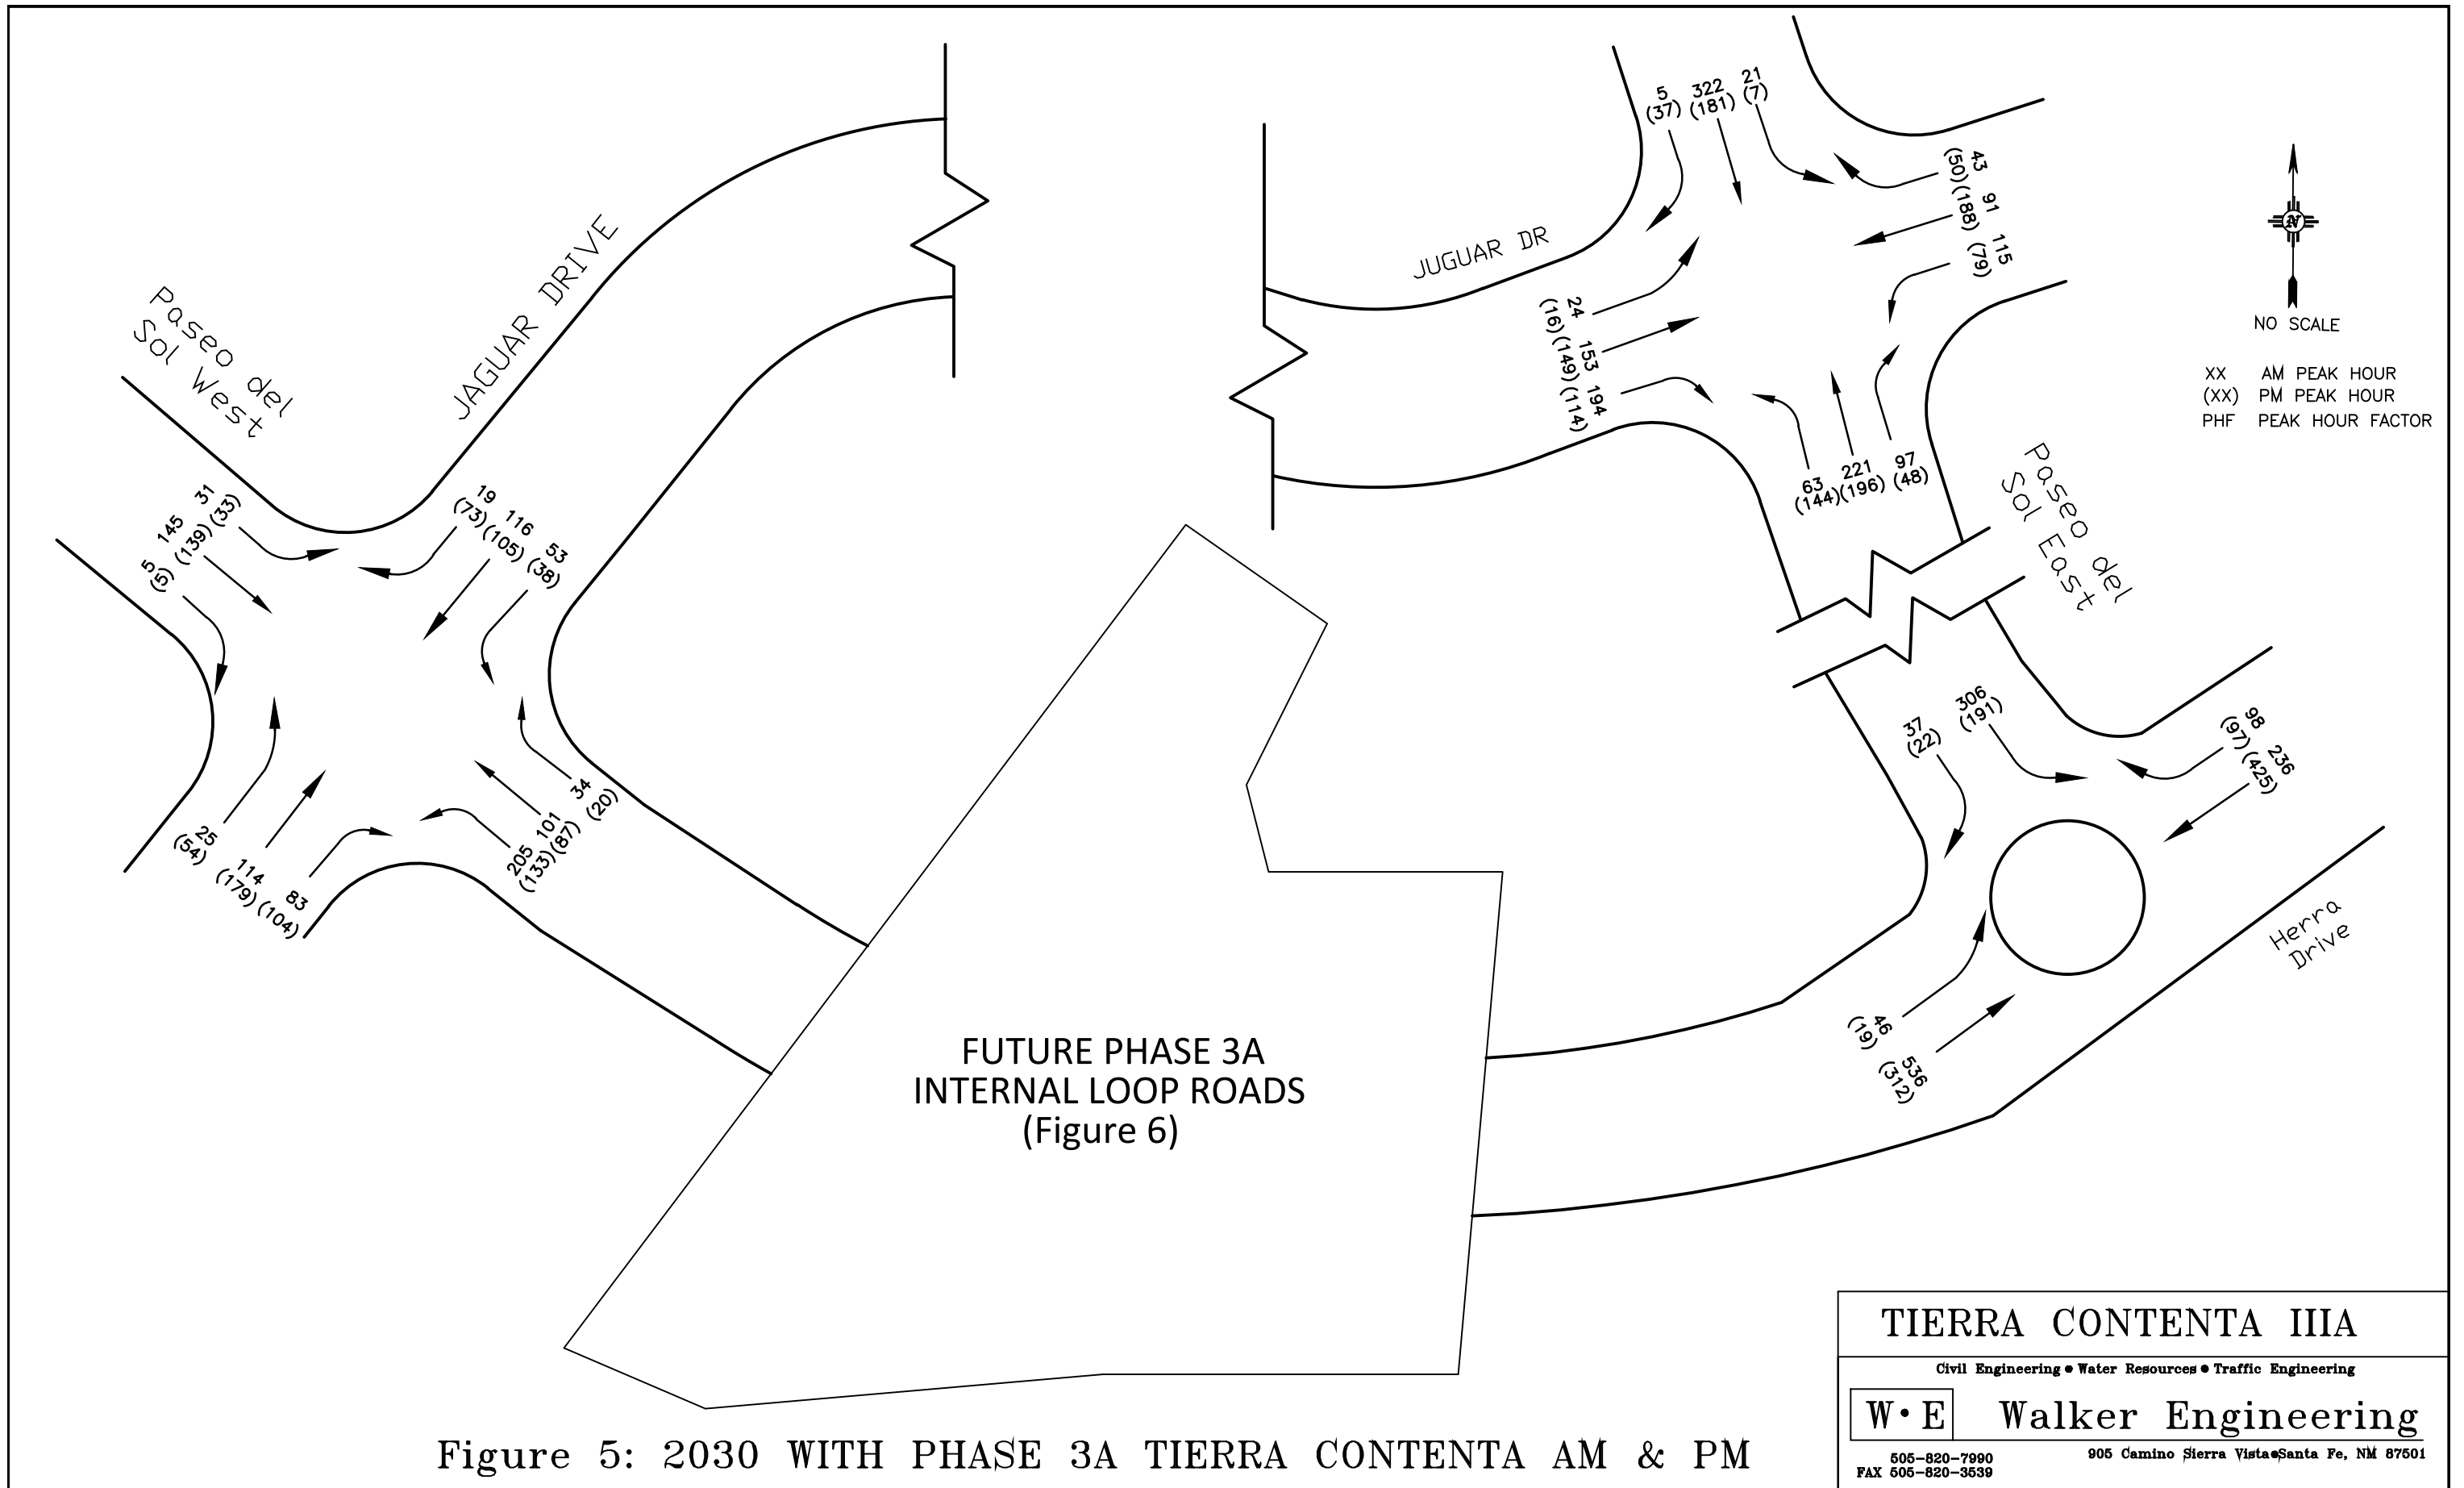 Paseo del
Sol West
JAGUAR DRIVE
31
(33)
145
(139)
5
(5)
19
(73)
116
(105)
53
(38)
34
(20)
101
(87)
205
(133)
25
(54)
114
(179)
83
(104)
JUGUAR DR
5
(37)
322
(181)
21
(7)
43
(50)
91
(188)
115
(79)
24
(16)
153
(149)
194
(114)
63
(144)
221
(196)
97
(48)
N
NO SCALE
XX AM PEAK HOUR
(XX) PM PEAK HOUR
PHF PEAK HOUR FACTOR
Paseo del
Sol East
37
(22)
306
(191)
98
(97)
236
(425)
46
(19)
536
(312)
Herra
Drive
FUTURE PHASE 3A
INTERNAL LOOP ROADS
(Figure 6)
Figure 5: 2030 WITH PHASE 3A TIERRA CONTENTA AM & PM
TIERRA CONTENTA IIIA
Civil Engineering • Water Resources • Traffic Engineering
W•E Walker Engineering
505-820-7990
FAX 505-820-3539
905 Camino Sierra Vista•Santa Fe, NM 87501